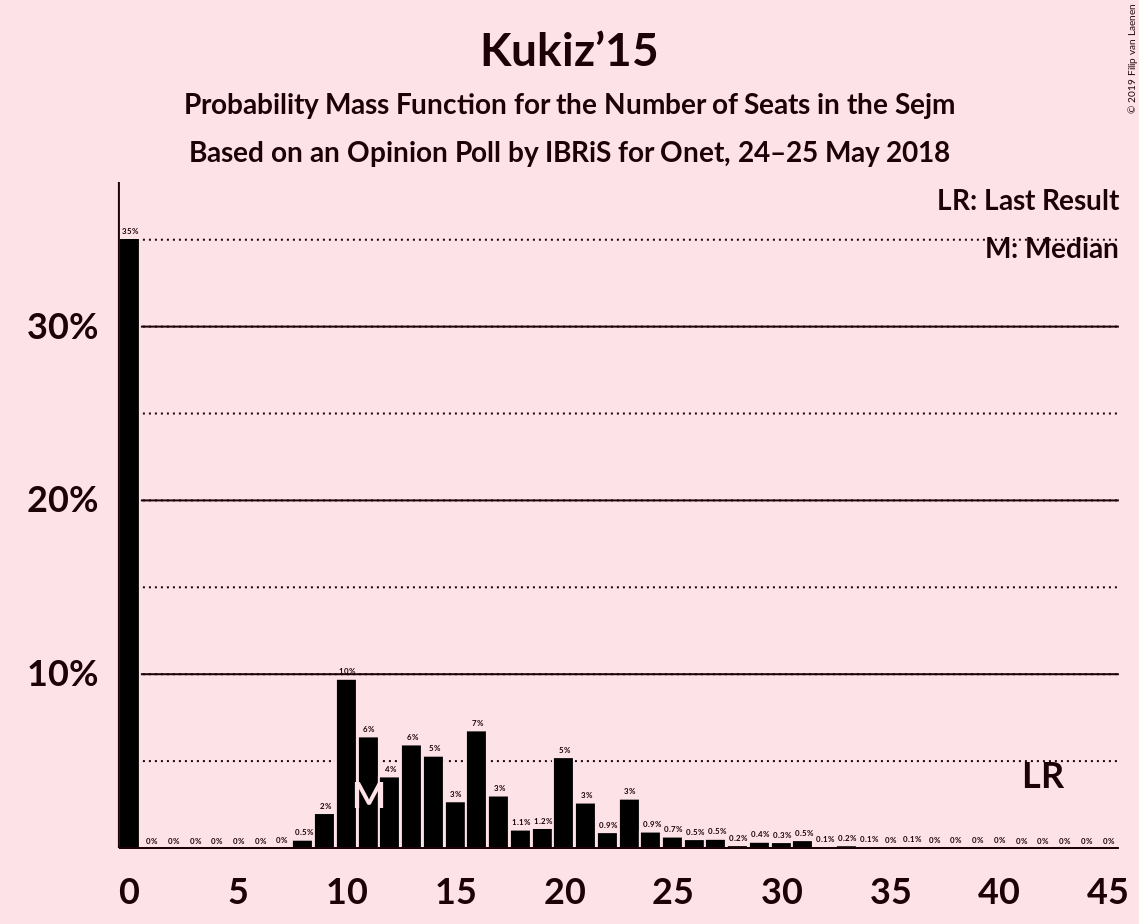 Kukiz’15
Probability Mass Function for the Number of Seats in the Sejm
Based on an Opinion Poll by IBRiS for Onet, 24–25 May 2018
© 2019 Filip van Laenen
LR: Last Result
M: Median
30%
20%
10%
35% 0% 0% 0% 0% 0% 0% 0% 0.5% 2% 10% 6% 4% 6% 5% 3% 7% 3% 1.1% 1.2% 5% 3% 0.9% 3% 0.9% 0.7% 0.5% 0.5% 0.2% 0.4% 0.3% 0.5% 0.1% 0.2% 0.1% 0% 0.1% 0% 0% 0% 0% 0% 0% 0% 0% 0%
M
LR
0 5 10 15 20 25 30 35 40 45